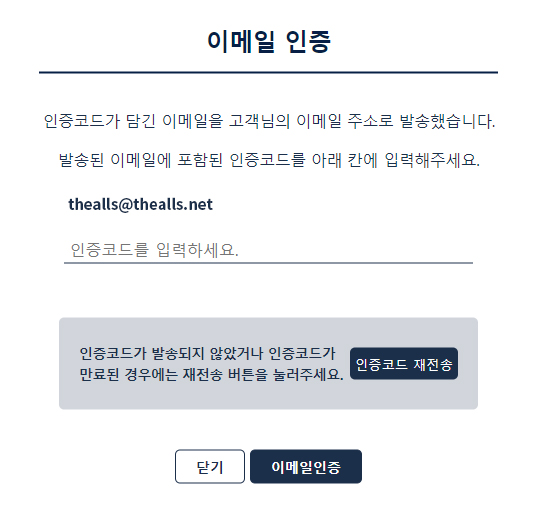 이메일 인증
인증코드가 담긴 이메일을 고객님의 이메일 주소로 발송했습니다.
발송된 이메일에 포함된 인증코드를 아래 칸에 입력해주세요.
thealls@thealls.net
인증코드를 입력하세요.
인증코드가 발송되지 않았거나 인증코드가
만료된 경우에는 재전송 버튼을 눌러주세요.
인증코드 재전송
닫기
이메일인증